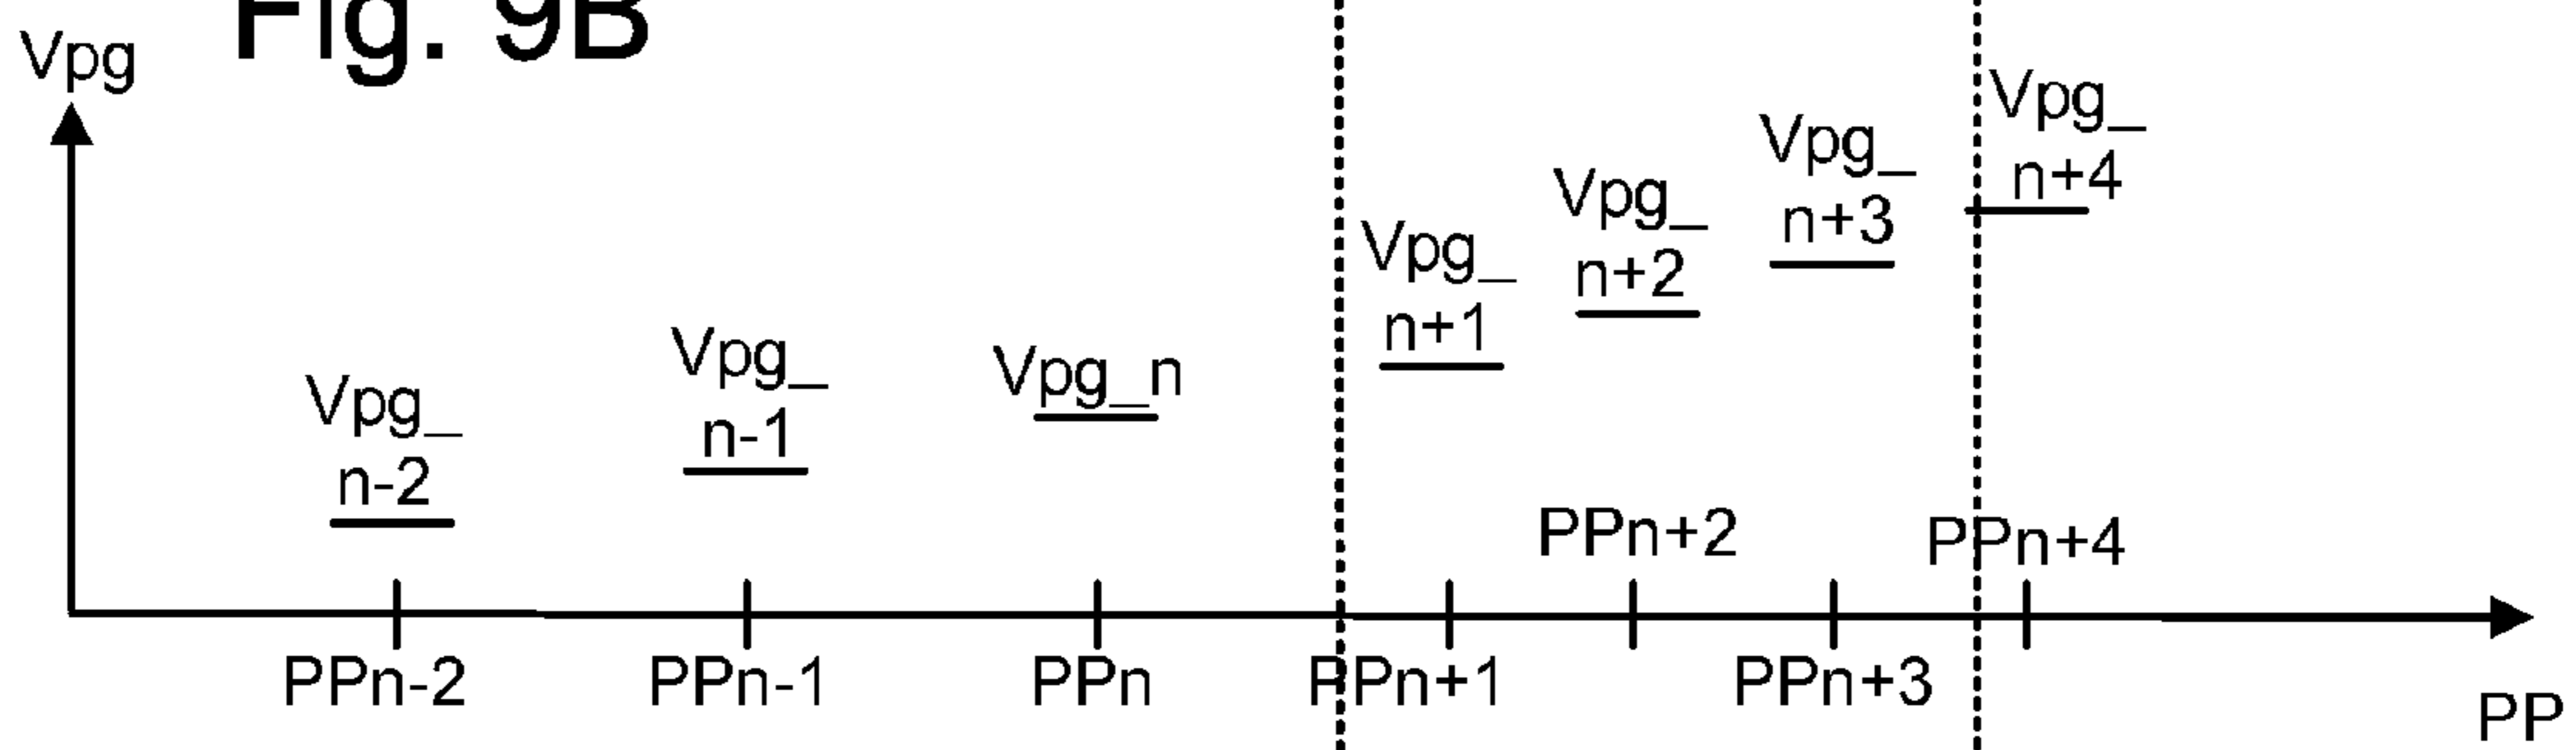 Fig. 9B
Vpg
Vpg_
n-2
Vpg_
n-1
Vpg_n
Vpg_
n+1
Vpg_
n+2
Vpg_
n+3
Vpg_
n+4
PPn-2
PPn-1
PPn
PPn+1
PPn+2
PPn+3
PPn+4
PP